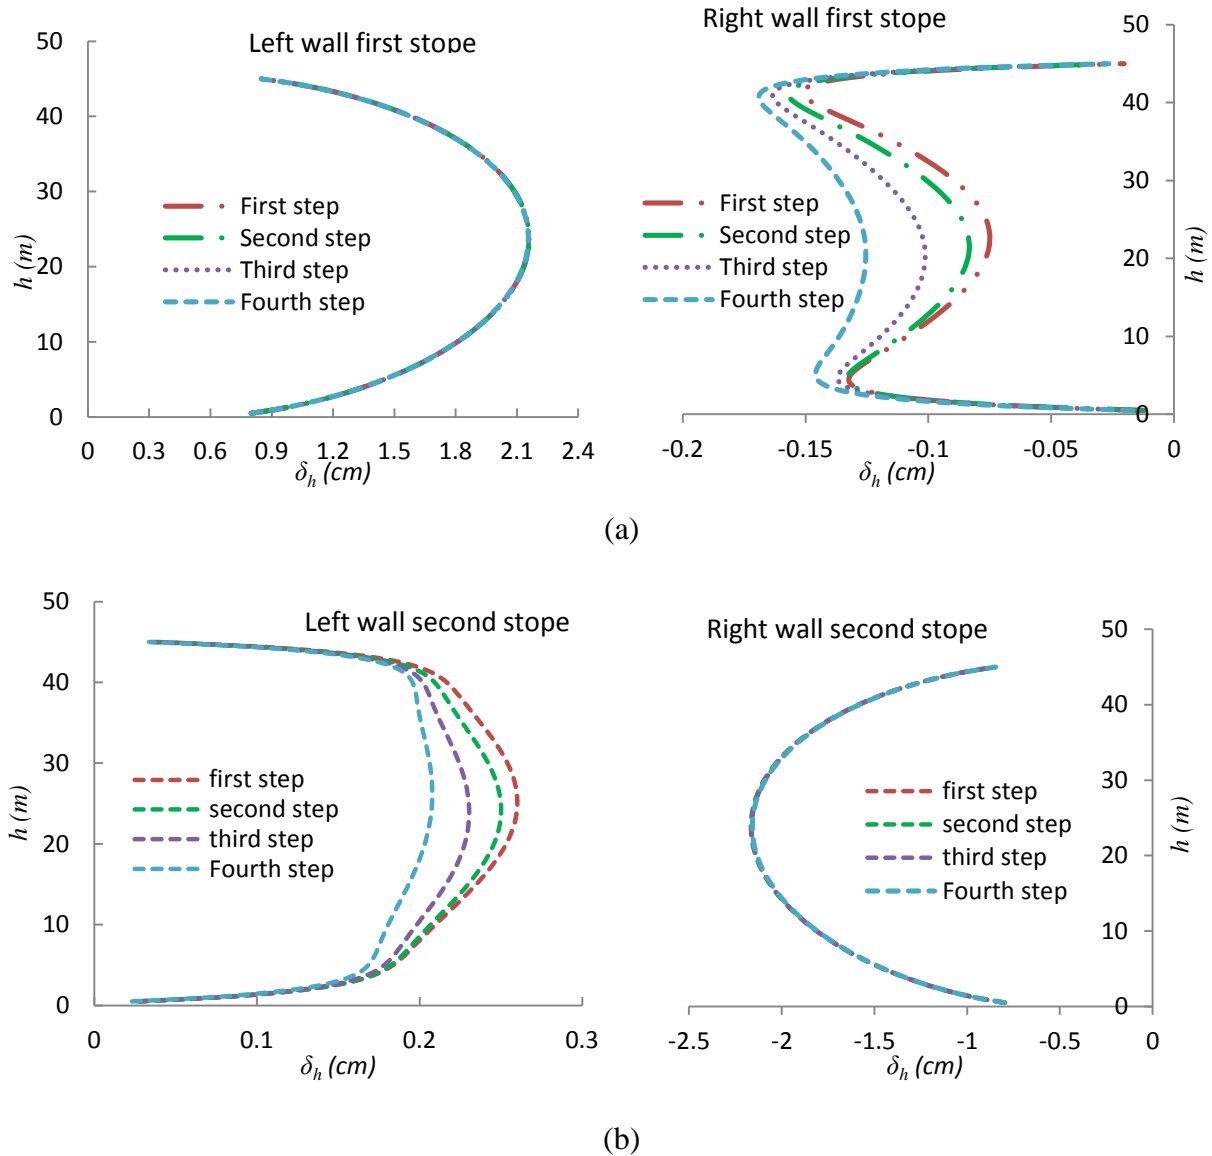 Left wall first stope
50
40
30
20
10
0
h (m)
First step
Second step
Third step
Fourth step
0 0.3 0.6 0.9 1.2 1.5 1.8 2.1 2.4
δh (cm)
Right wall first stope
50
40
30
20
10
0
h (m)
First step
Second step
Third step
Fourth step
-0.2 -0.15 -0.1 -0.05 0
δh (cm)
(a)
Left wall second stope
50
40
30
20
10
0
h (m)
first step
second step
third step
Fourth step
0 0.1 0.2 0.3
δh (cm)
Right wall second stope
50
40
30
20
10
0
h (m)
first step
second step
third step
Fourth step
-2.5 -2 -1.5 -1 -0.5 0
δh (cm)
(b)